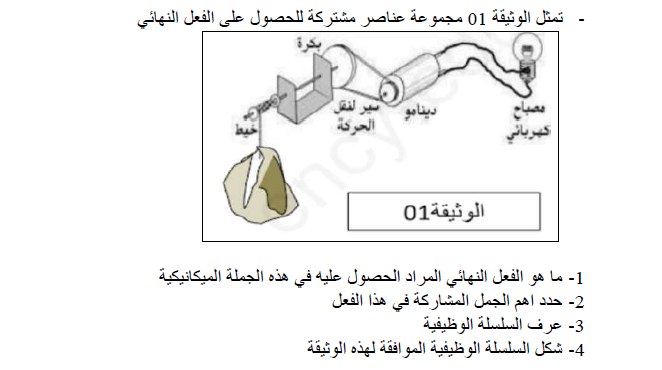 - تمثل الوثيقة 01 مجموعة عناصر مشتركة للحصول على الفعل النهائي
بكرة
خيط
سير لنقل
الحركة
دينامو
مصباح
كهربائي
الوثيقة01
1- ما هو الفعل النهائي المراد الحصول عليه في هذه الجملة الميكانيكية
2- حدد اهم الجمل المشاركة في هذا الفعل
3- عرف السلسلة الوظيفية
4- شكل السلسلة الوظيفية الموافقة لهذه الوثيقة